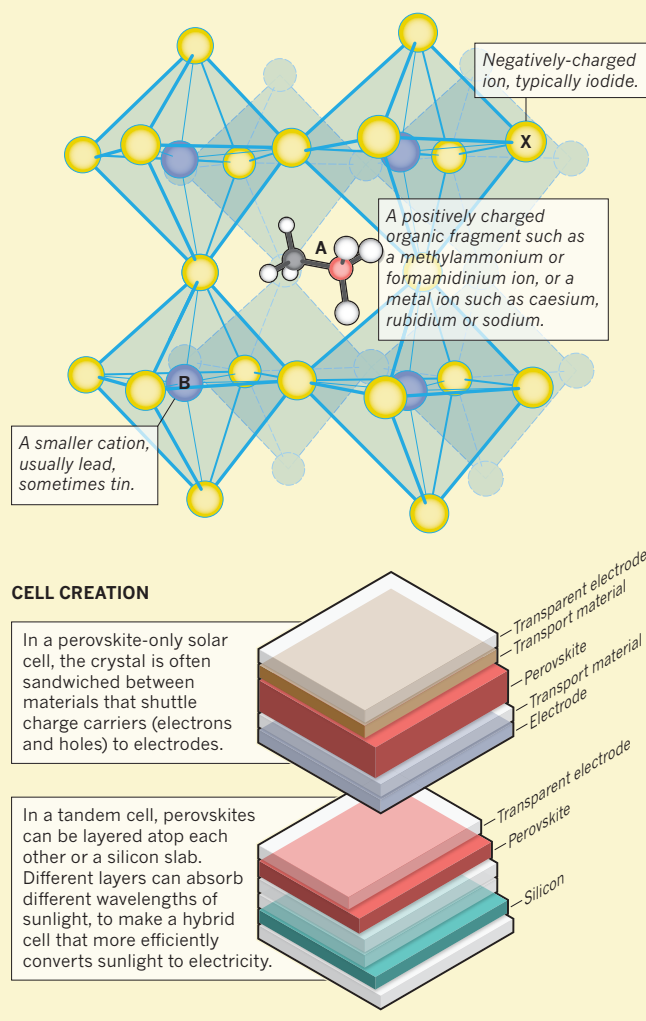 Negatively-charged
ion, typically iodide.
X
A
A positively charged
organic fragment such as
a methylammonium or
formamidinium ion, or a
metal ion such as caesium,
rubidium or sodium.
B
A smaller cation,
usually lead,
sometimes tin.
CELL CREATION
In a perovskite-only solar
cell, the crystal is often
sandwiched between
materials that shuttle
charge carriers (electrons
and holes) to electrodes.
Transparent electrode
Transport material
Perovskite
Transport material
Electrode
In a tandem cell, perovskites
can be layered atop each
other or a silicon slab.
Different layers can absorb
different wavelengths of
sunlight, to make a hybrid
cell that more efficiently
converts sunlight to electricity.
Transparent electrode
Perovskite
Silicon